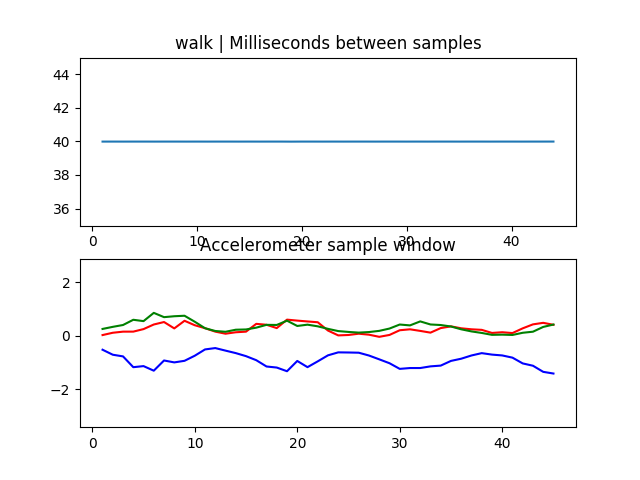 walk | Milliseconds between samples
44
42
40
38
36
0 10 20 30 40
Accelerometer sample window
2
0
−2
0 10 20 30 40